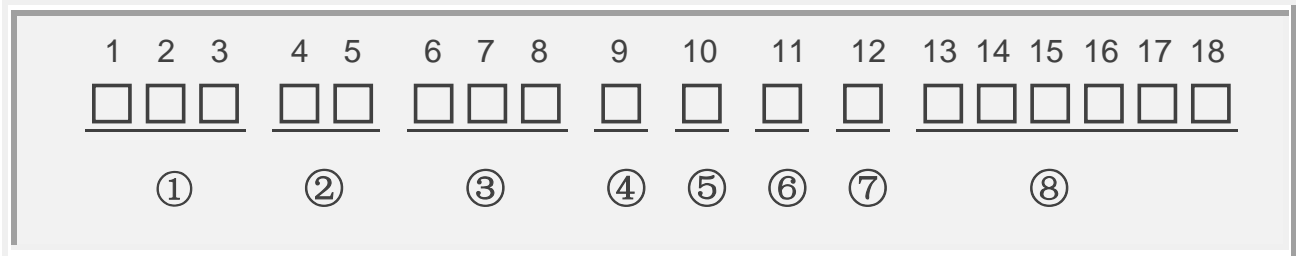 1 2 3 4 5 6 7 8 9 10 11 12 13 14 15 16 17 18
□□□ □□ □□□ □ □ □ □ □□□□□□
① ② ③ ④ ⑤ ⑥ ⑦ ⑧